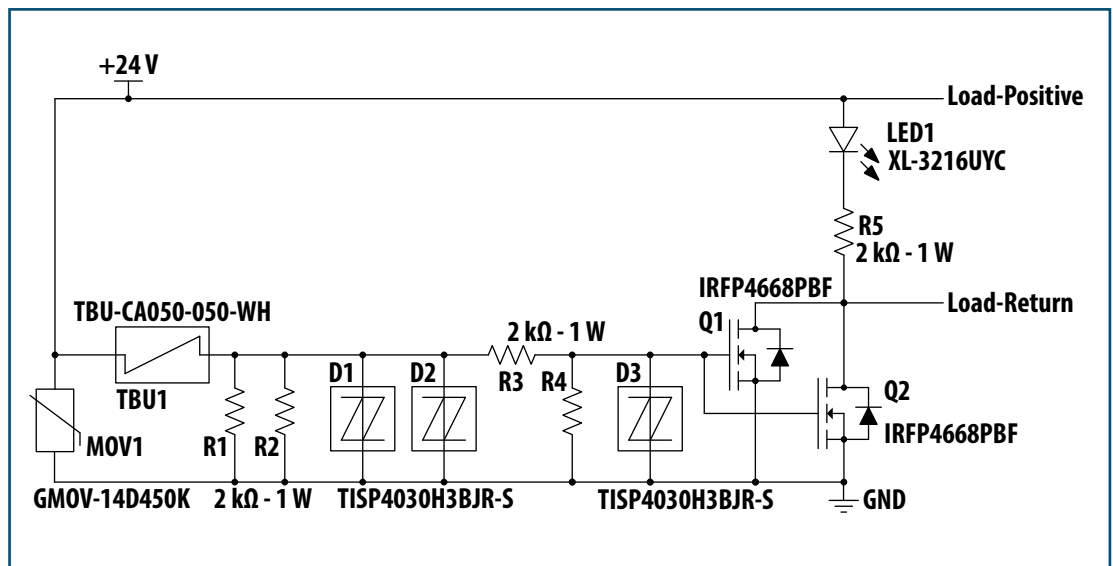 +24 V
Load-Positive
LED1
XL-3216UYC
R5
2 kΩ - 1 W
IRFP4668PBF
Load-Return
TBU-CA050-050-WH
Q1
2 kΩ - 1 W
D1
D2
R3
R4
D3
Q2
TBU1
IRFP4668PBF
MOV1
R1
R2
GMOV-14D450K
2 kΩ - 1 W
TISP4030H3BJR-S
TISP4030H3BJR-S
GND